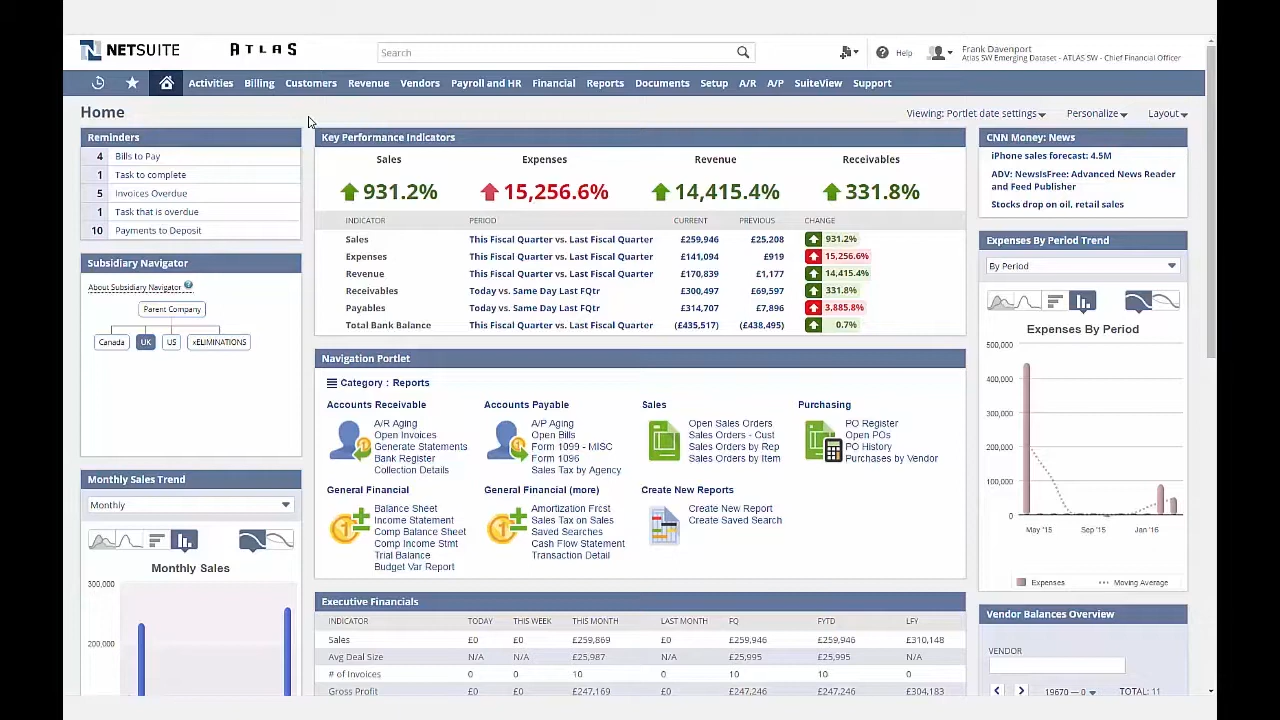 NETSUITE
ATLAS
Search
Help
Frank Davenport
Atlas SW Emerging Dataset - ATLAS SW - Chief Financial Officer
Activities Billing Customers Revenue Vendors Payroll and HR Financial Reports Documents Setup A/R A/P SuiteView Support
Home
Viewing: Portlet date settings
Personalize
Layout
Reminders
4 Bills to Pay
1 Task to complete
5 Invoices Overdue
1 Task that is overdue
10 Payments to Deposit
Subsidiary Navigator
About Subsidiary Navigator
Parent Company
Canada UK US xELIMINATIONS
Monthly Sales Trend
Monthly
Monthly Sales
300,000
200,000
Key Performance Indicators
Sales Expenses Revenue Receivables
931.2% 15,256.6% 14,415.4% 331.8%
INDICATOR PERIOD CURRENT PREVIOUS CHANGE
Sales This Fiscal Quarter vs. Last Fiscal Quarter £259,946 £25,208 931.2%
Expenses This Fiscal Quarter vs. Last Fiscal Quarter £141,094 £919 15,256.6%
Revenue This Fiscal Quarter vs. Last Fiscal Quarter £170,839 £1,177 14,415.4%
Receivables Today vs. Same Day Last FQtr £300,497 £69,597 331.8%
Payables Today vs. Same Day Last FQtr £314,707 £7,896 3,885.8%
Total Bank Balance This Fiscal Quarter vs. Last Fiscal Quarter (£435,517) (£438,495) 0.7%
Navigation Portlet
Category : Reports
Accounts Receivable
A/R Aging
Open Invoices
Generate Statements
Bank Register
Collection Details
Accounts Payable
A/P Aging
Open Bills
Form 1099 - MISC
Form 1096
Sales Tax by Agency
Sales
Open Sales Orders
Sales Orders - Cust
Sales Orders by Rep
Sales Orders by Item
Purchasing
PO Register
Open POs
PO History
Purchases by Vendor
General Financial
Balance Sheet
Income Statement
Comp Balance Sheet
Comp Income Stmt
Trial Balance
Budget Var Report
General Financial (more)
Amortization Frcst
Sales Tax on Sales
Saved Searches
Cash Flow Statement
Transaction Detail
Create New Reports
Create New Report
Create Saved Search
Executive Financials
INDICATOR TODAY THIS WEEK THIS MONTH LAST MONTH FQ FYTD LFY
Sales £0 £0 £259,869 £0 £259,946 £259,946 £310,148
Avg Deal Size N/A N/A £25,987 N/A £25,995 £25,995 N/A
# of Invoices 0 0 10 0 10 10 0
Gross Profit £0 £0 £247,169 £0 £247,246 £247,246 £304,183
CNN Money: News
iPhone sales forecast: 4.5M
ADV: NewsIsFree: Advanced News Reader
and Feed Publisher
Stocks drop on oil, retail sales
Expenses By Period Trend
By Period
Expenses By Period
500,000
400,000
300,000
200,000
100,000
0
May '15 Sep '15 Jan '16
Expenses Moving Average
Vendor Balances Overview
VENDOR
19670 — 0 TOTAL: 11